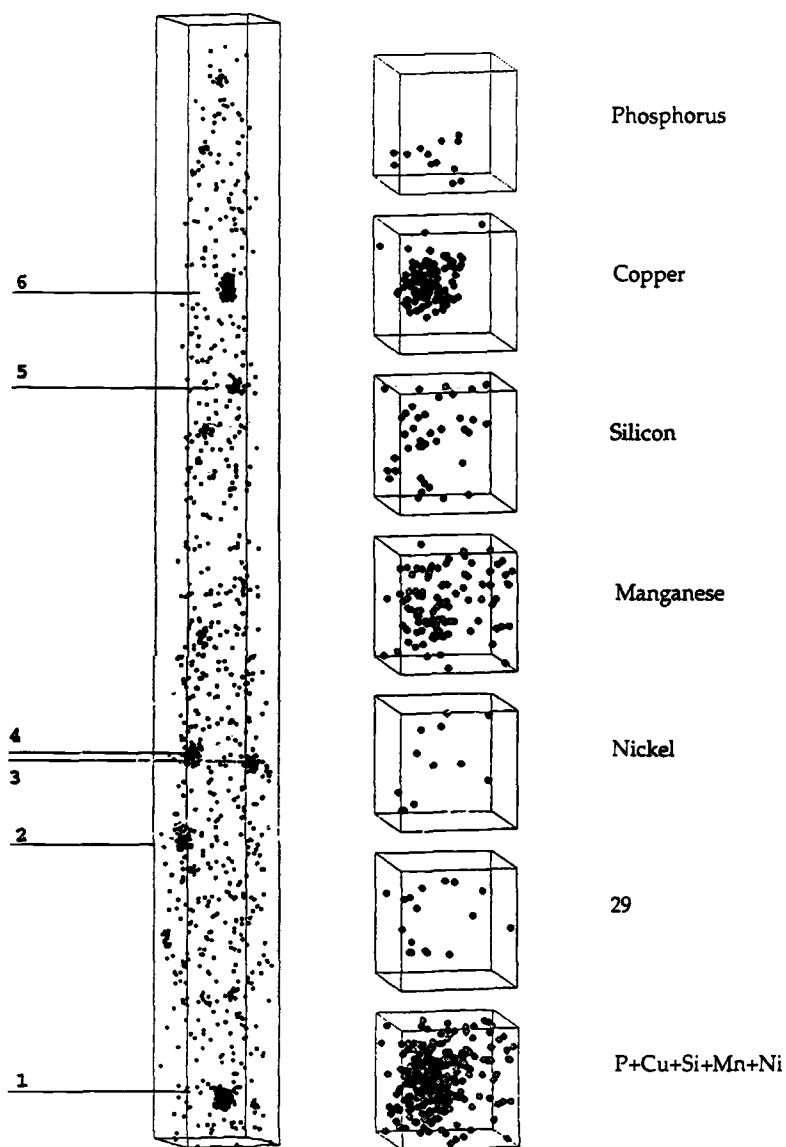 6
5
4
3
2
1
Phosphorus
Copper
Silicon
Manganese
Nickel
29
P+Cu+Si+Mn+Ni